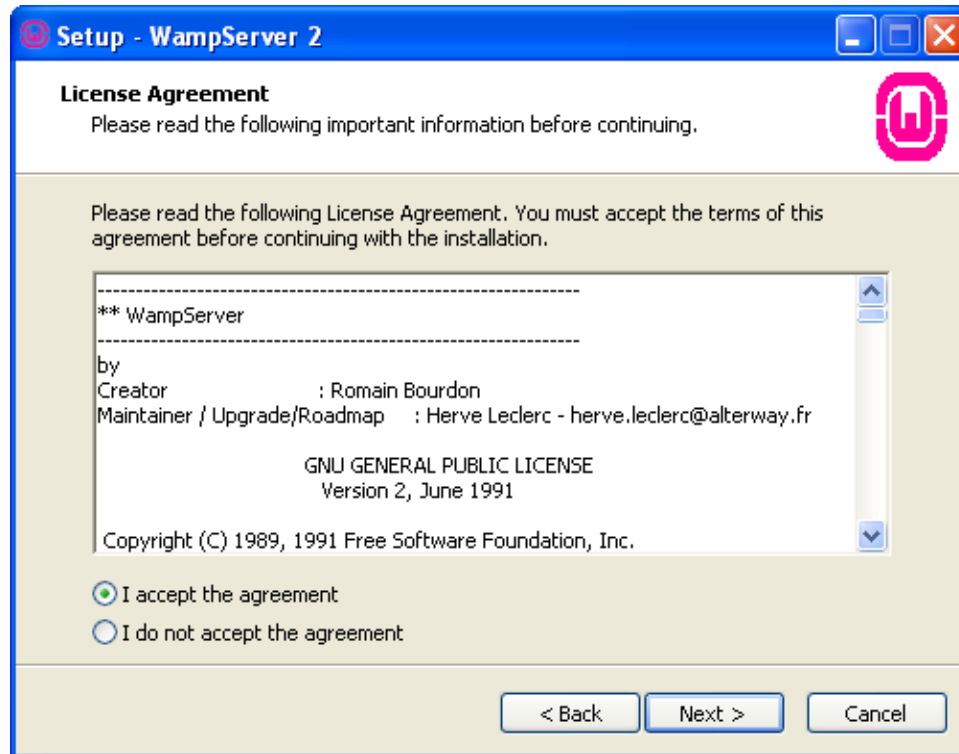 Setup - WampServer 2
License Agreement
Please read the following important information before continuing.
Please read the following License Agreement. You must accept the terms of this
agreement before continuing with the installation.
---------------------------------------------------------------
** WampServer
---------------------------------------------------------------
by
Creator : Romain Bourdon
Maintainer / Upgrade/Roadmap : Herve Leclerc - herve.leclerc@alterway.fr
GNU GENERAL PUBLIC LICENSE
Version 2, June 1991
Copyright (C) 1989, 1991 Free Software Foundation, Inc.
I accept the agreement
I do not accept the agreement
< Back
Next >
Cancel